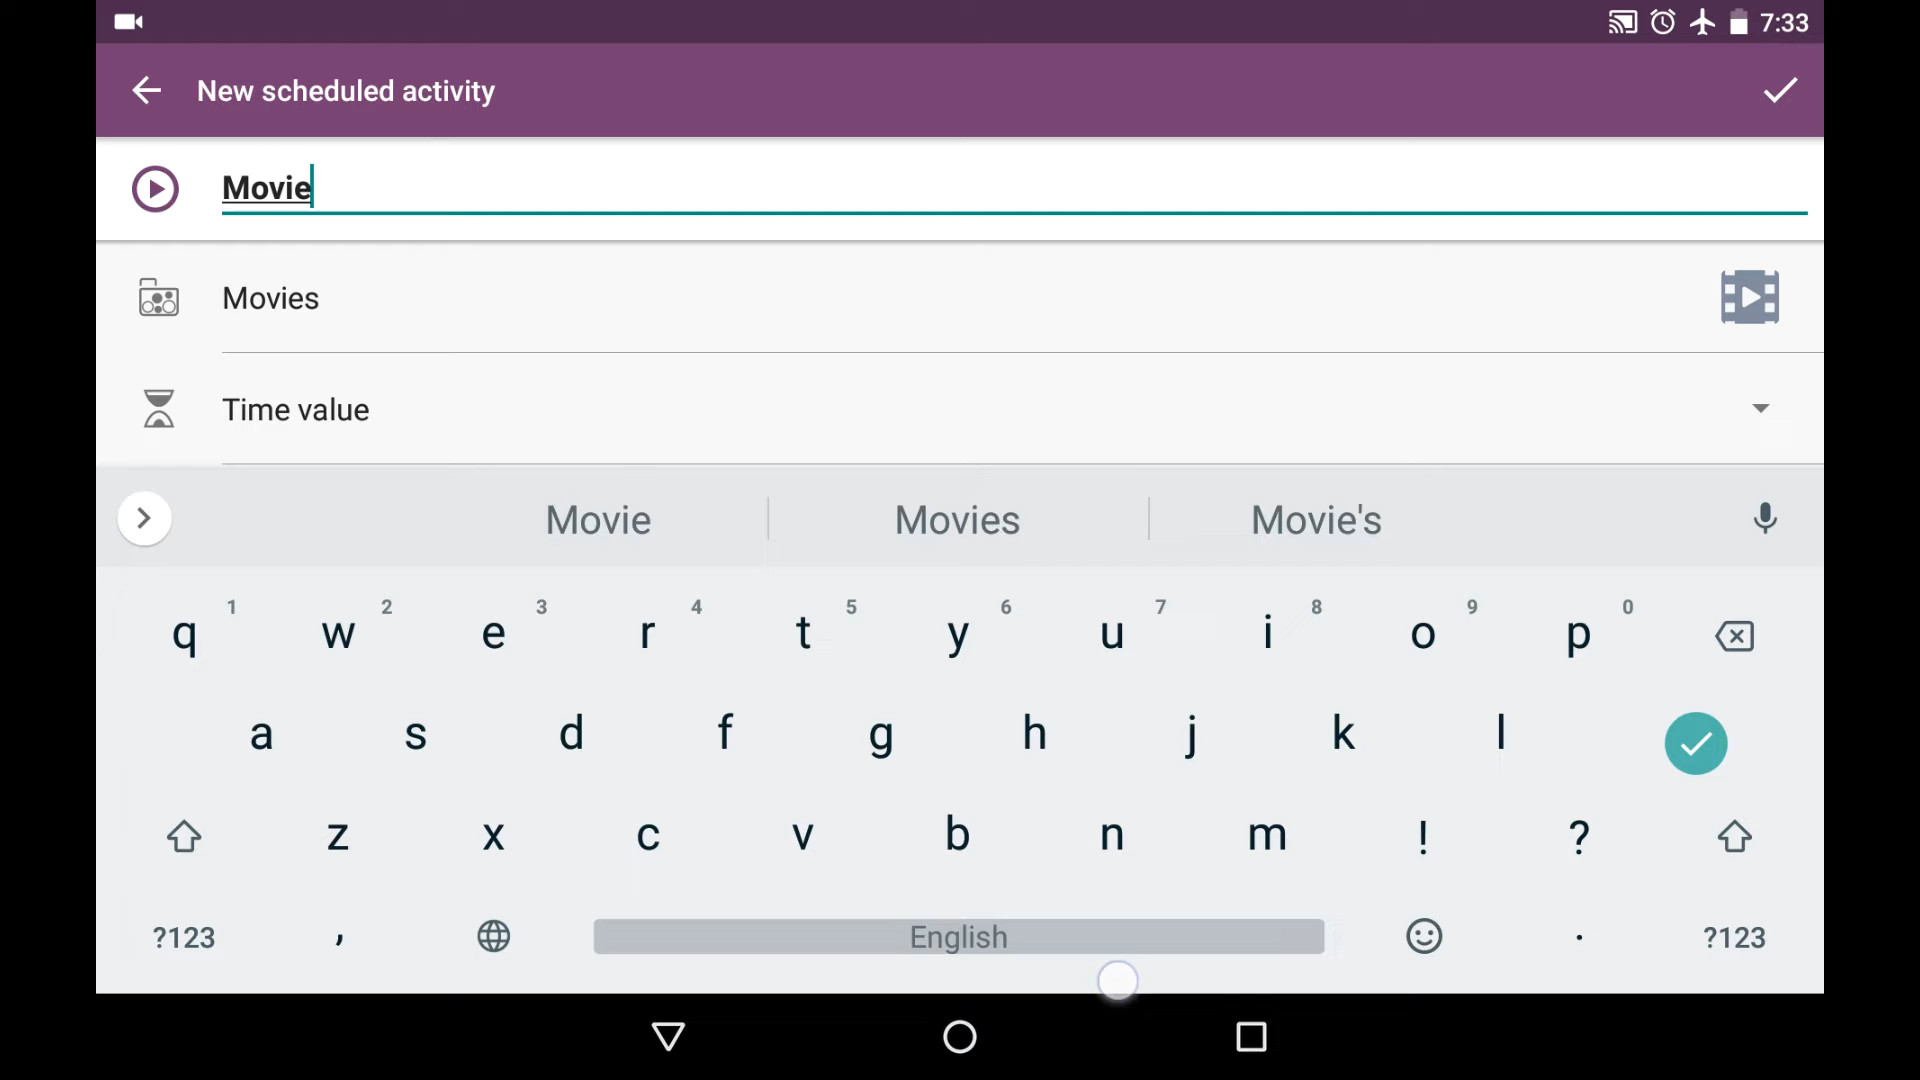 7:33
New scheduled activity
Movie
Movies
Time value
Movie Movies Movie's
q 1 w 2 e 3 r 4 t 5 y 6 u 7 i 8 o 9 p 0
a s d f g h j k l
z x c v b n m ! ?
?123 , English . ?123